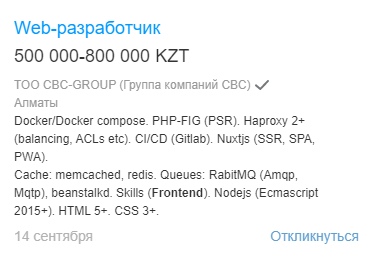 Web-разработчик
500 000-800 000 KZT
ТОО CBC-GROUP (Группа компаний СВС)
Алматы
Docker/Docker compose. PHP-FIG (PSR). Haproxy 2+
(balancing, ACLs etc). CI/CD (Gitlab). Nuxtjs (SSR, SPA,
PWA).
Cache: memcached, redis. Queues: RabitMQ (Amqp,
Mqtp), beanstalkd. Skills (Frontend). Nodejs (Ecmascript
2015+). HTML 5+. CSS 3+.
14 сентября Откликнуться